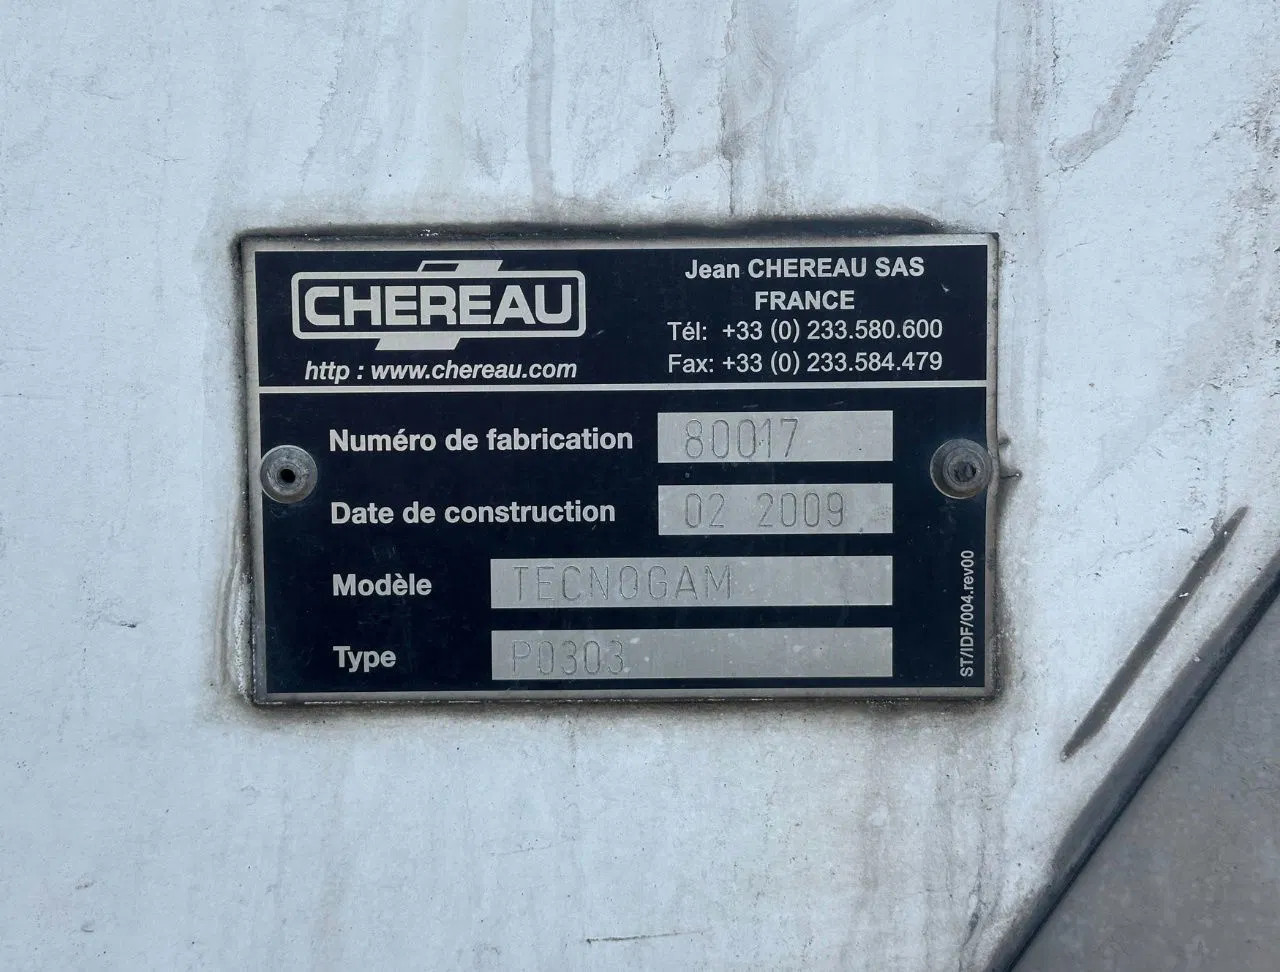 CHEREAU
http : www.chereau.com
Jean CHEREAU SAS
FRANCE
Tél: +33 (0) 233.580.600
Fax: +33 (0) 233.584.479
Numéro de fabrication 80017
Date de construction 02 2009
Modèle TECNOGAM
Type P0303
ST/IDF/004.rev00